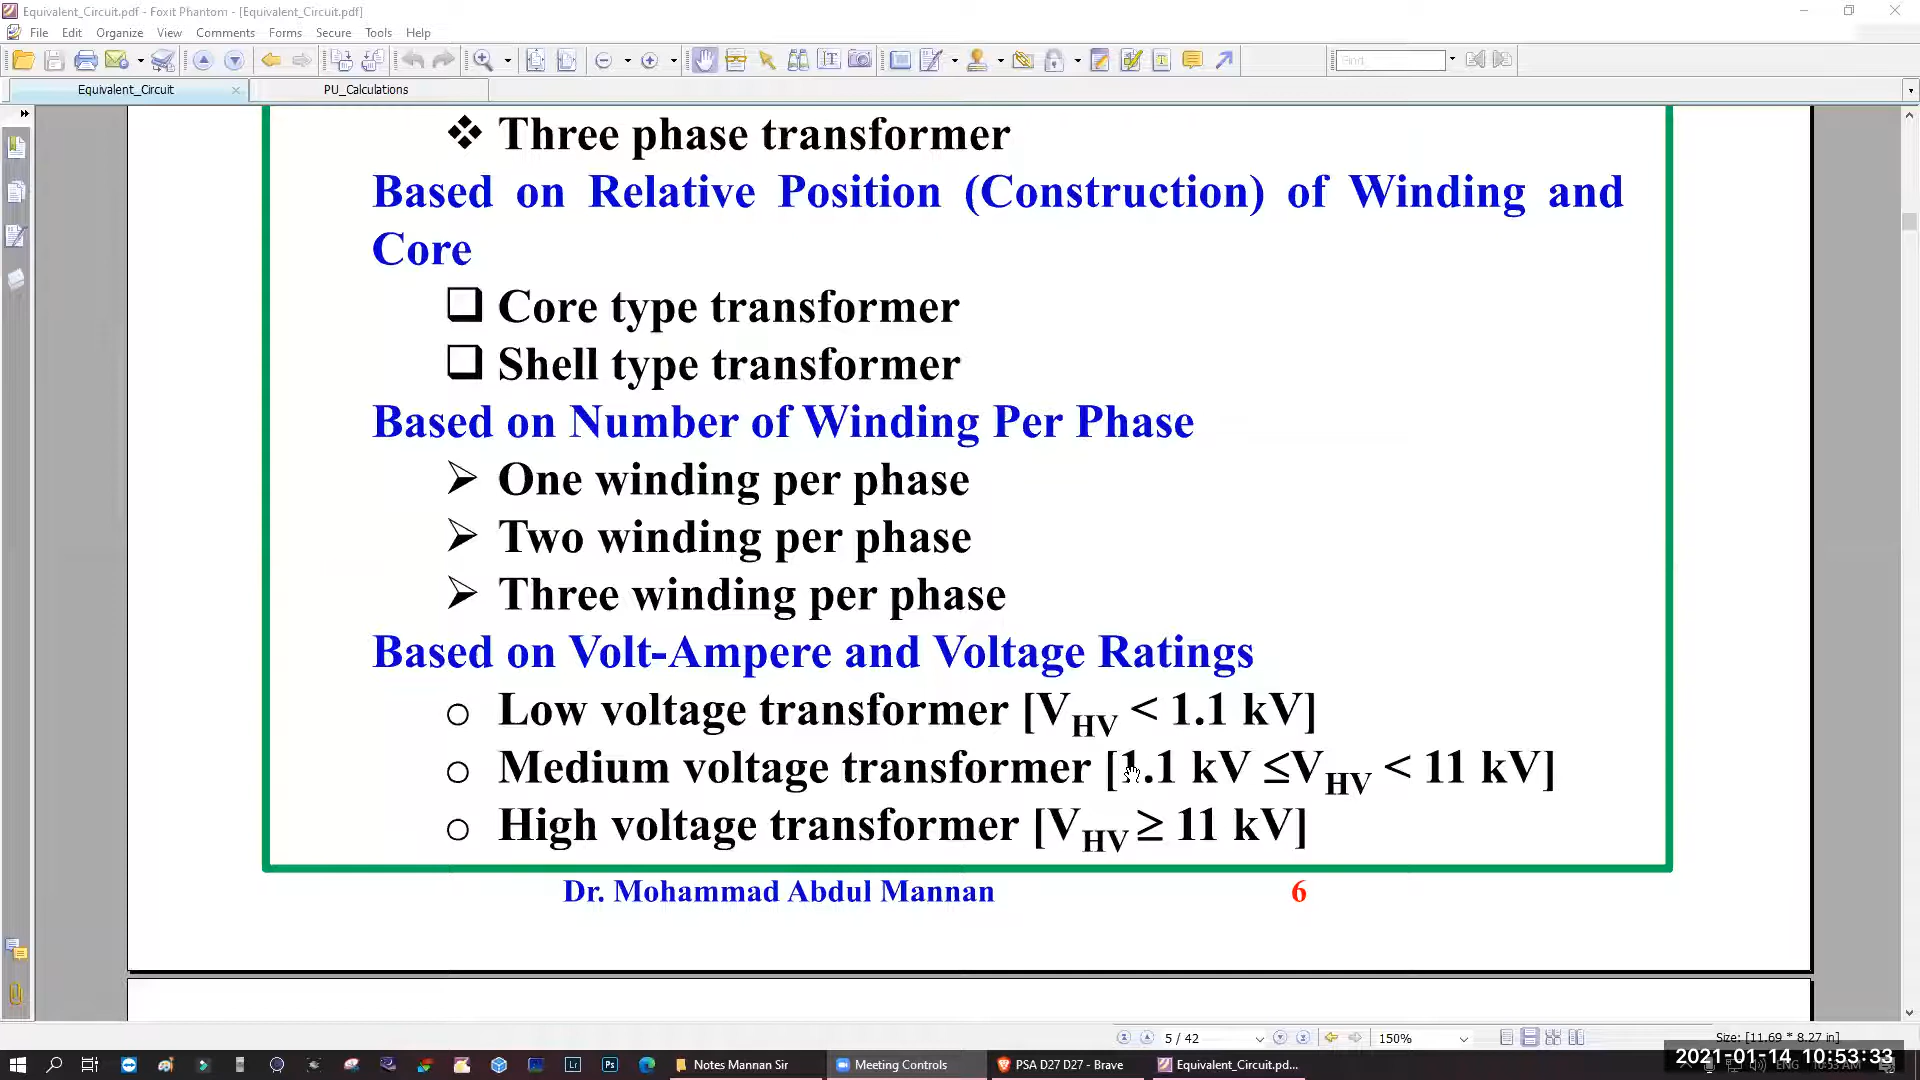 Equivalent_Circuit.pdf - Foxit Phantom - [Equivalent_Circuit.pdf]
File Edit Organize View Comments Forms Secure Tools Help
Find
Equivalent_Circuit
PU_Calculations
❖ Three phase transformer
Based on Relative Position (Construction) of Winding and
Core
❑ Core type transformer
❑ Shell type transformer
Based on Number of Winding Per Phase
➢ One winding per phase
➢ Two winding per phase
➢ Three winding per phase
Based on Volt-Ampere and Voltage Ratings
o Low voltage transformer [VHV < 1.1 kV]
o Medium voltage transformer [1.1 kV ≤VHV < 11 kV]
o High voltage transformer [VHV ≥ 11 kV]
Dr. Mohammad Abdul Mannan 6
5 / 42
150%
Size: [11.69 * 8.27 in]
Notes Mannan Sir
Meeting Controls
PSA D27 D27 - Brave
Equivalent_Circuit.pd...
2021-01-14 10:53:33
ENG 10:53 AM